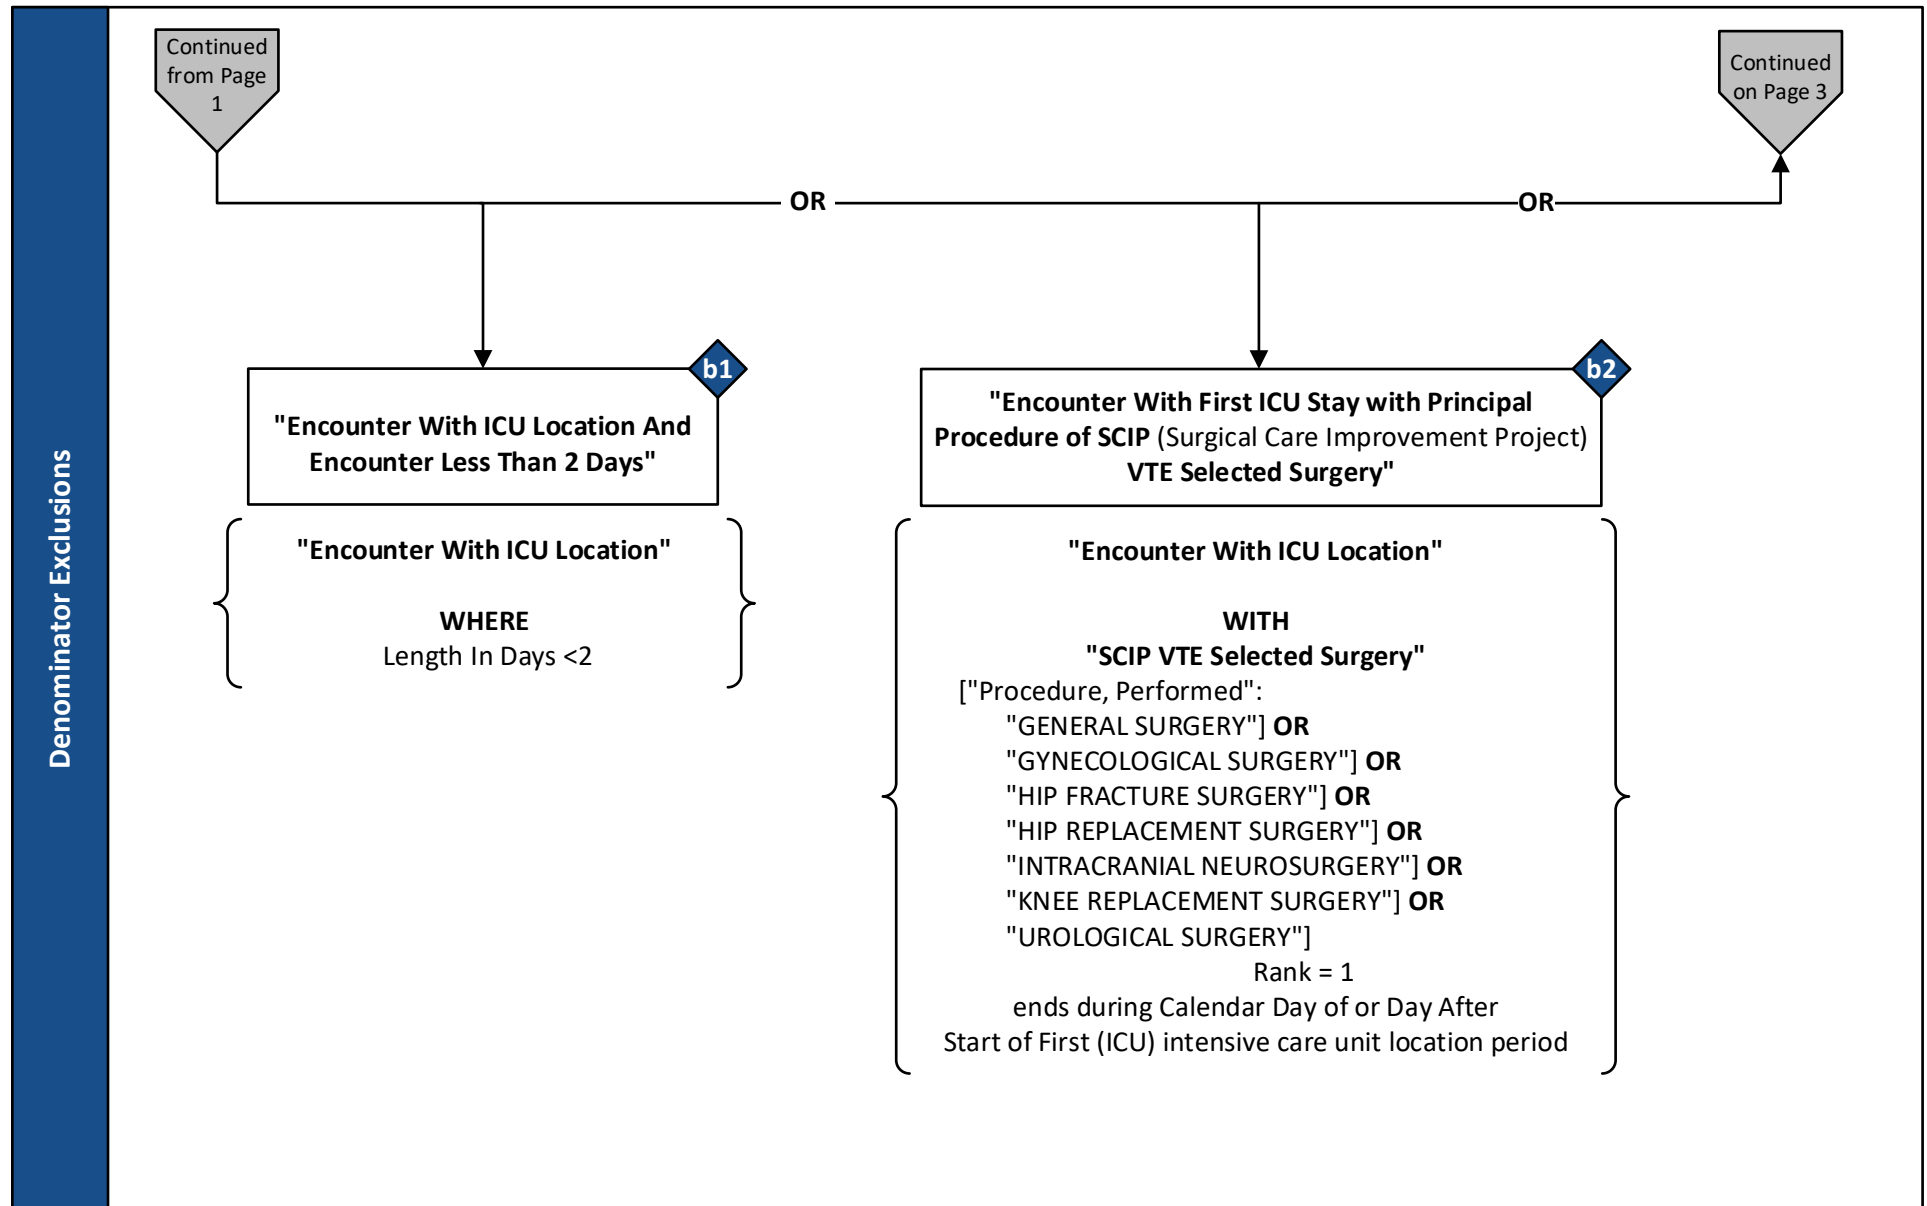 Denominator Exclusions
Continued
from Page
1
Continued
on Page 3
OR
OR
b1
"Encounter With ICU Location And
Encounter Less Than 2 Days"
"Encounter With ICU Location"
WHERE
Length In Days <2
b2
"Encounter With First ICU Stay with Principal
Procedure of SCIP (Surgical Care Improvement Project)
VTE Selected Surgery"
"Encounter With ICU Location"
WITH
"SCIP VTE Selected Surgery"
["Procedure, Performed":
"GENERAL SURGERY"] OR
"GYNECOLOGICAL SURGERY"] OR
"HIP FRACTURE SURGERY"] OR
"HIP REPLACEMENT SURGERY"] OR
"INTRACRANIAL NEUROSURGERY"] OR
"KNEE REPLACEMENT SURGERY"] OR
"UROLOGICAL SURGERY"]
Rank = 1
ends during Calendar Day of or Day After
Start of First (ICU) intensive care unit location period